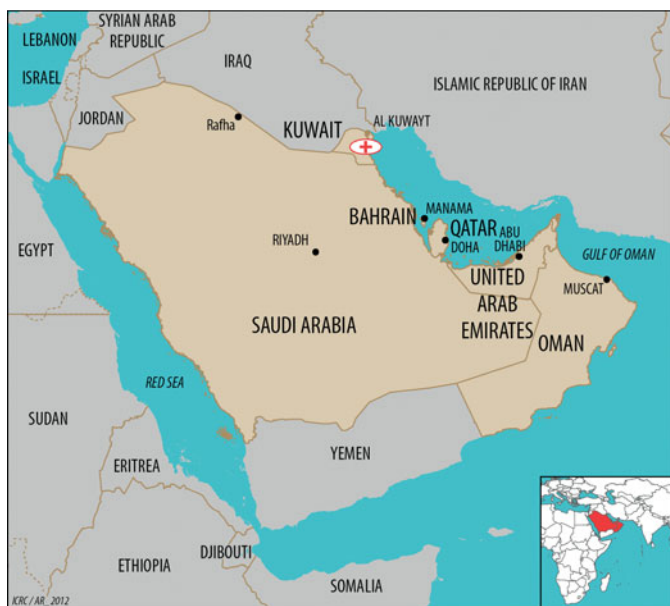 SYRIAN ARAB
REPUBLIC
LEBANON
ISRAEL
IRAQ
ISLAMIC REPUBLIC OF IRAN
JORDAN
Rafha
KUWAIT
AL KUWAYT
BAHRAIN
MANAMA
QATAR
DOHA
ABU
DHABI
RIYADH
EGYPT
GULF OF OMAN
UNITED
ARAB
EMIRATES
MUSCAT
SAUDI ARABIA
OMAN
RED SEA
SUDAN
YEMEN
ERITREA
ETHIOPIA
DJIBOUTI
SOMALIA
ICRC / AR_2012